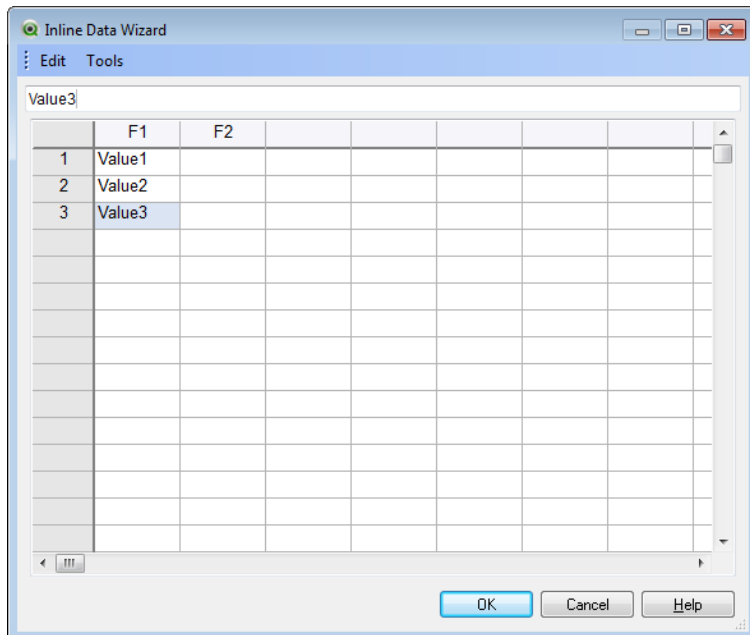 Inline Data Wizard
Edit Tools
Value3
F1 F2
1 Value1
2 Value2
3 Value3
OK Cancel Help